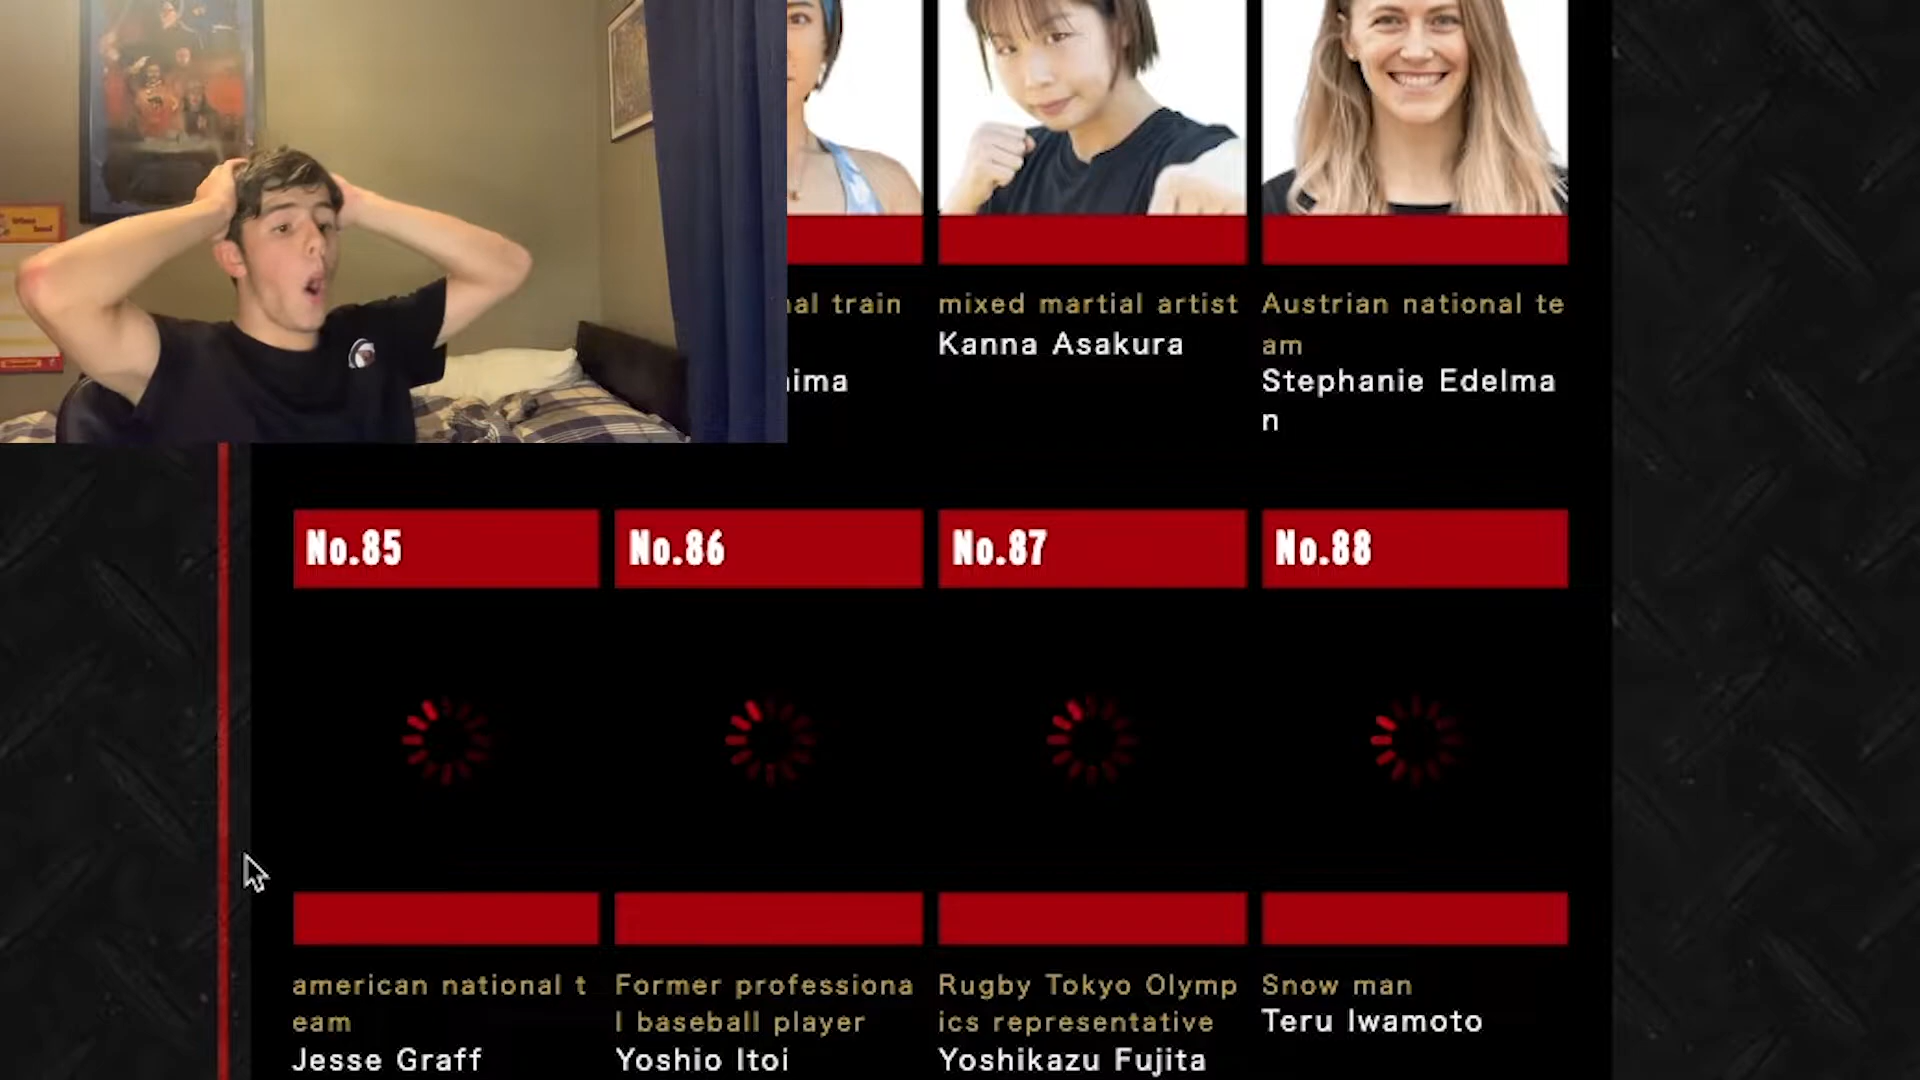 nal train
ima
mixed martial artist
Kanna Asakura
Austrian national te
am
Stephanie Edelma
n
No.85
No.86
No.87
No.88
american national t
eam
Jesse Graff
Former professiona
l baseball player
Yoshio Itoi
Rugby Tokyo Olymp
ics representative
Yoshikazu Fujita
Snow man
Teru Iwamoto